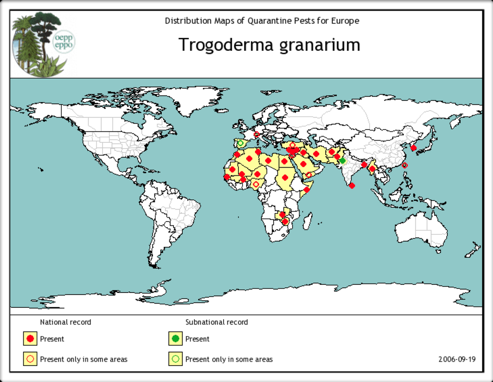 Distribution Maps of Quarantine Pests for Europe
oepp
eppo
Trogoderma granarium
National record
Subnational record
Present
Present
Present only in some areas
Present only in some areas
2006-09-19